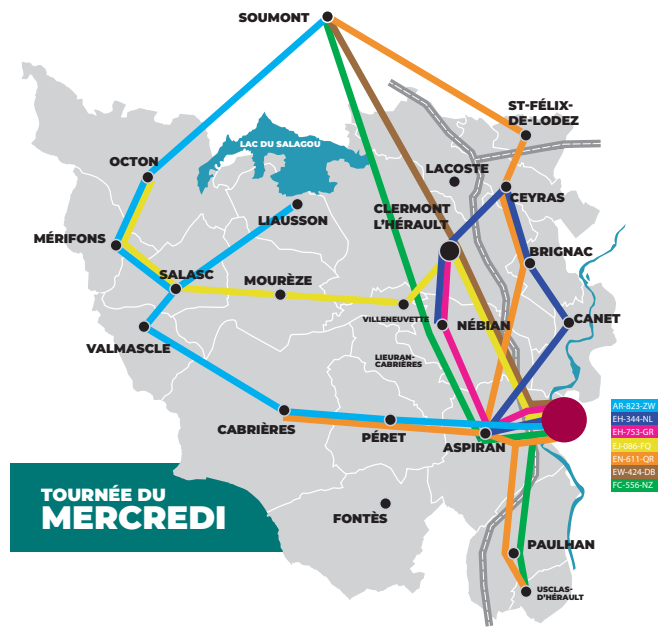 SOUMONT
ST-FÉLIX-
DE-LODEZ
LAC DU SALAGOU
OCTON
LACOSTE
LIAUSSON
CEYRAS
CLERMONT
L'HÉRAULT
MÉRIFONS
BRIGNAC
SALASC
MOURÈZE
VILLENEUVETTE
NÉBIAN
CANET
VALMASCLE
LIEURAN-
CABRIÈRES
AR-823-ZW
EH-344-NL
EH-753-GR
EJ-086-FQ
EN-611-QR
EW-424-DB
FC-556-NZ
CABRIÈRES
PÉRET
ASPIRAN
TOURNÉE DU
MERCREDI
FONTÈS
PAULHAN
USCLAS-
D'HÉRAULT